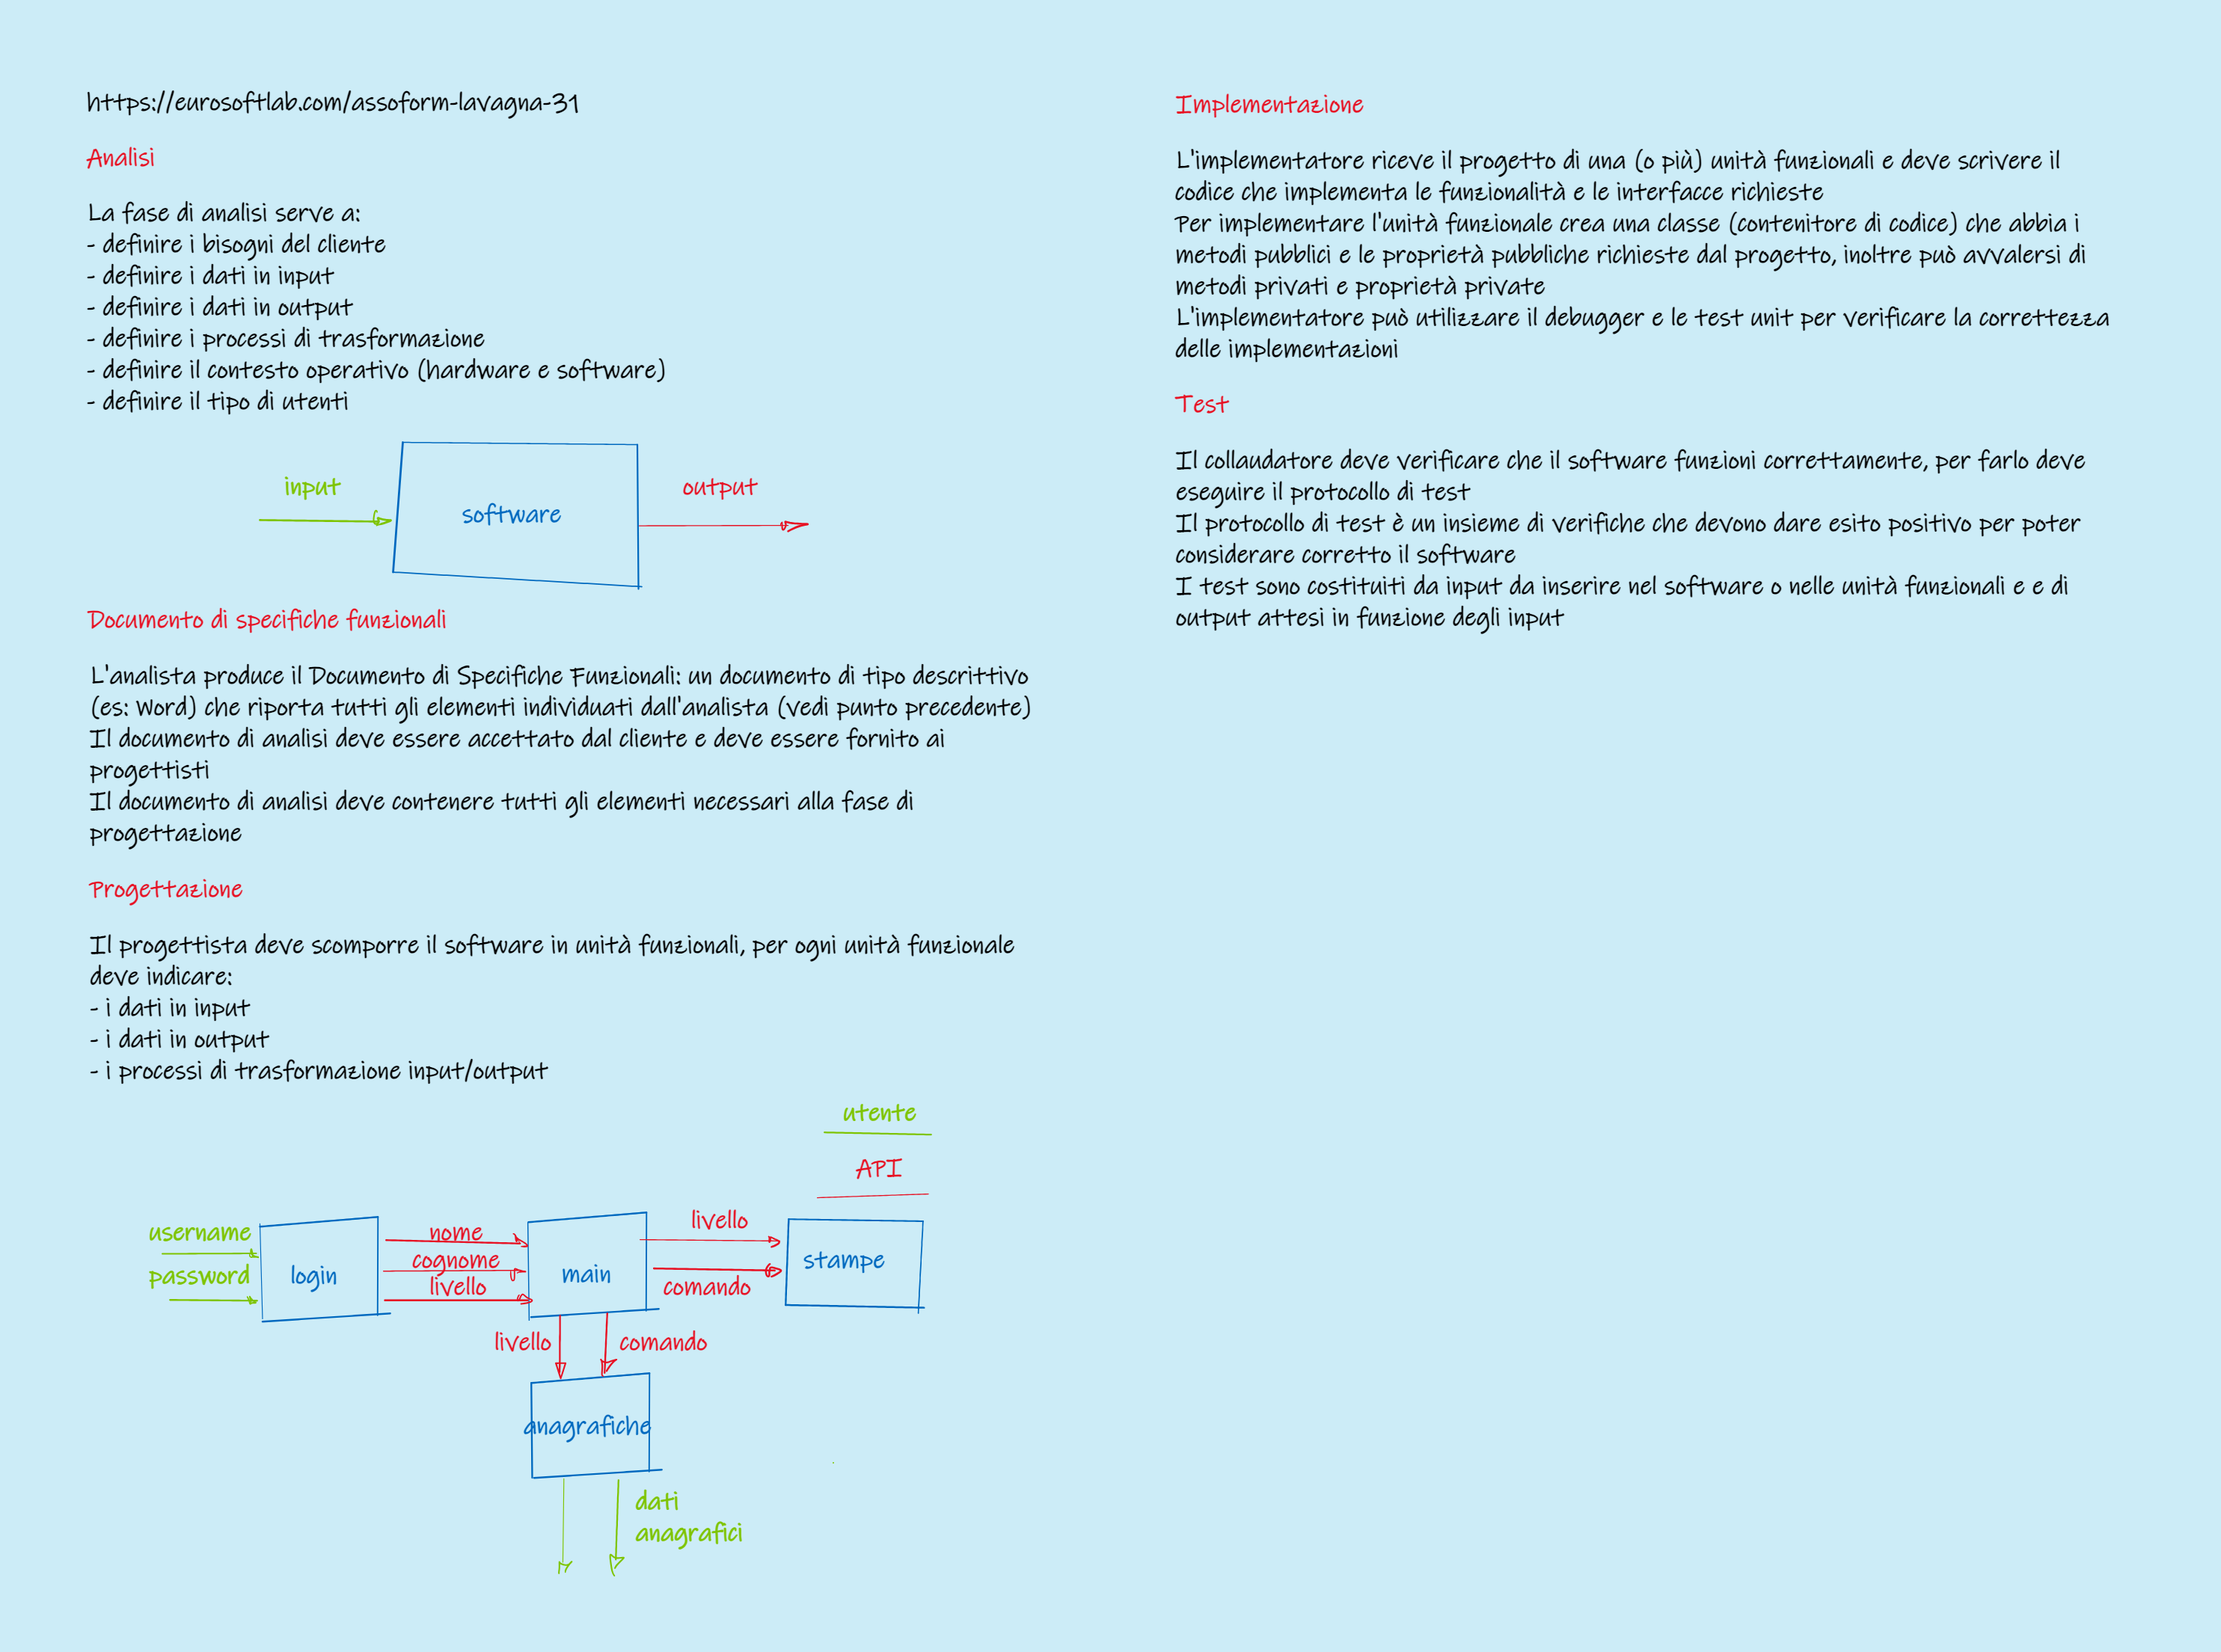 https://eurosoftlab.com/assoform-lavagna-31
Analisi
La fase di analisi serve a:
- definire i bisogni del cliente
- definire i dati in input
- definire i dati in output
- definire i processi di trasformazione
- definire il contesto operativo (hardware e software)
- definire il tipo di utenti
input
software
output
Documento di specifiche funzionali
L'analista produce il Documento di Specifiche Funzionali: un documento di tipo descrittivo
(es: Word) che riporta tutti gli elementi individuati dall'analista (vedi punto precedente)
Il documento di analisi deve essere accettato dal cliente e deve essere fornito ai
progettisti
Il documento di analisi deve contenere tutti gli elementi necessari alla fase di
progettazione
Progettazione
Il progettista deve scomporre il software in unità funzionali, per ogni unità funzionale
deve indicare:
- i dati in input
- i dati in output
- i processi di trasformazione input/output
utente
API
username
password
login
nome
cognome
livello
main
livello
comando
stampe
livello
comando
anagrafiche
dati
anagrafici
Implementazione
L'implementatore riceve il progetto di una (o più) unità funzionali e deve scrivere il
codice che implementa le funzionalità e le interfacce richieste
Per implementare l'unità funzionale crea una classe (contenitore di codice) che abbia i
metodi pubblici e le proprietà pubbliche richieste dal progetto, inoltre può avvalersi di
metodi privati e proprietà private
L'implementatore può utilizzare il debugger e le test unit per verificare la correttezza
delle implementazioni
Test
Il collaudatore deve verificare che il software funzioni correttamente, per farlo deve
eseguire il protocollo di test
Il protocollo di test è un insieme di verifiche che devono dare esito positivo per poter
considerare corretto il software
I test sono costituiti da input da inserire nel software o nelle unità funzionali e e di
output attesi in funzione degli input